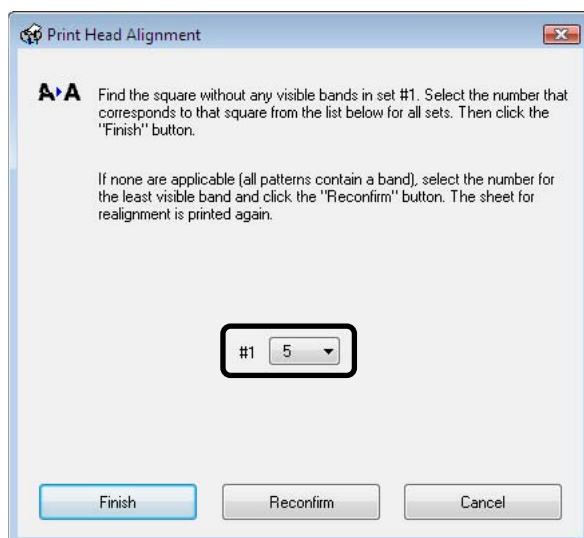 Print Head Alignment
A A Find the square without any visible bands in set #1. Select the number that
corresponds to that square from the list below for all sets. Then click the
"Finish" button.
If none are applicable (all patterns contain a band), select the number for
the least visible band and click the "Reconfirm" button. The sheet for
realignment is printed again.
#1 5
Finish Reconfirm Cancel